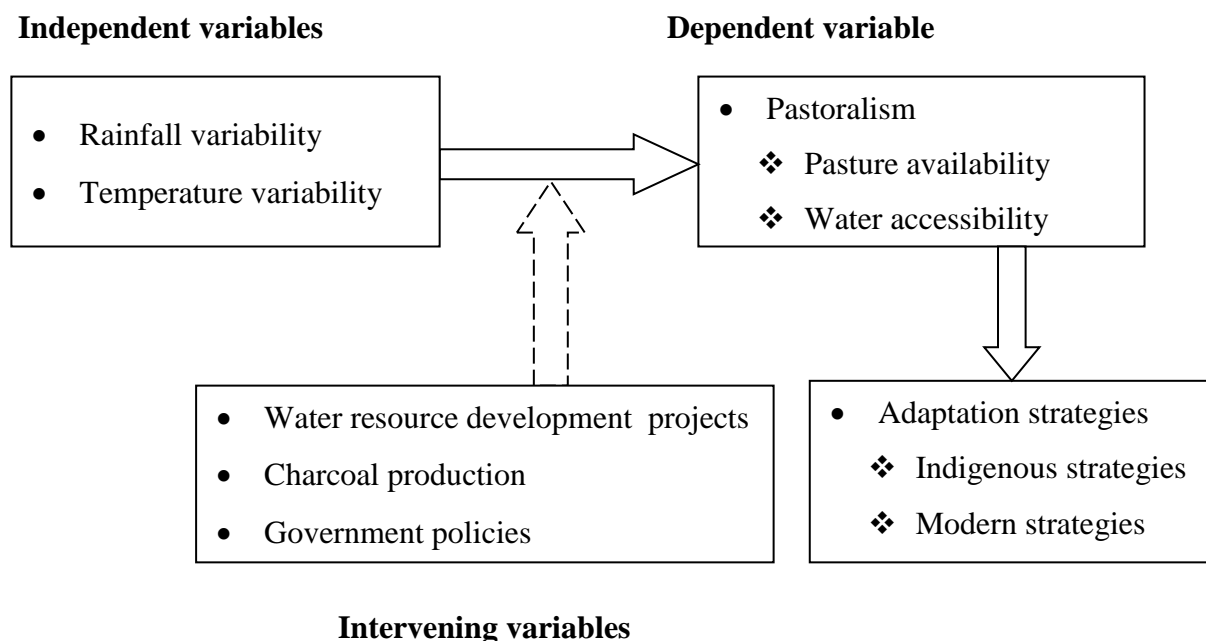 Independent variables
Dependent variable
• Rainfall variability
• Temperature variability
• Pastoralism
❖ Pasture availability
❖ Water accessibility
• Water resource development  projects
• Charcoal production
• Government policies
• Adaptation strategies
❖ Indigenous strategies
❖ Modern strategies
Intervening variables